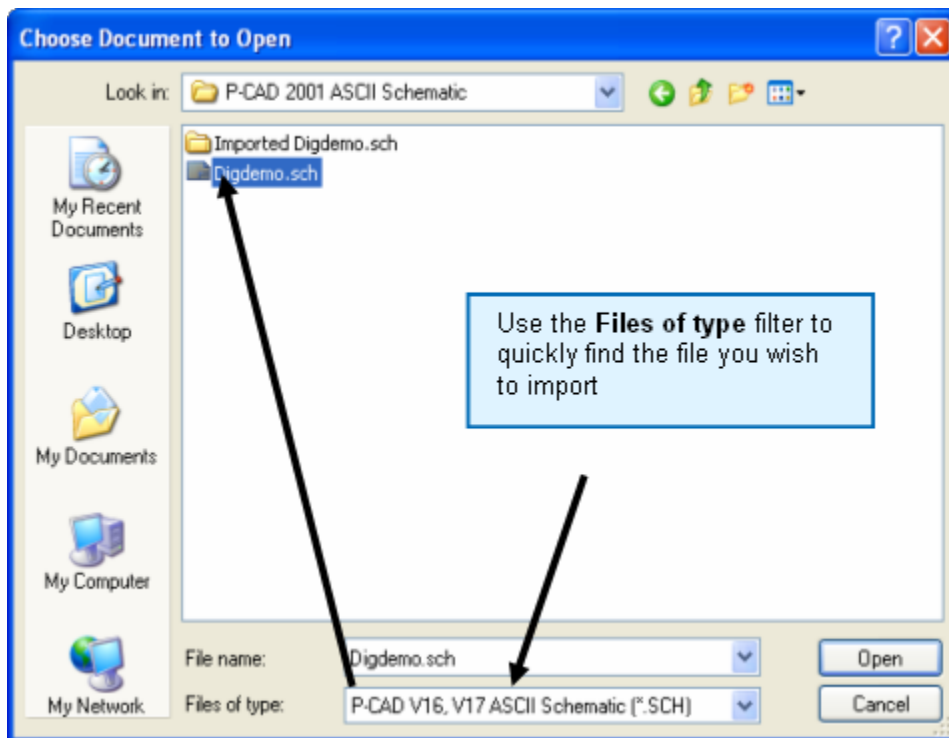 Choose Document to Open
Look in:
P-CAD 2001 ASCII Schematic
Imported Digdemo.sch
Digdemo.sch
My Recent
Documents
Desktop
My Documents
My Computer
My Network
Use the Files of type filter to
quickly find the file you wish
to import
File name:
Digdemo.sch
Open
Files of type:
P-CAD V16, V17 ASCII Schematic (*.SCH)
Cancel